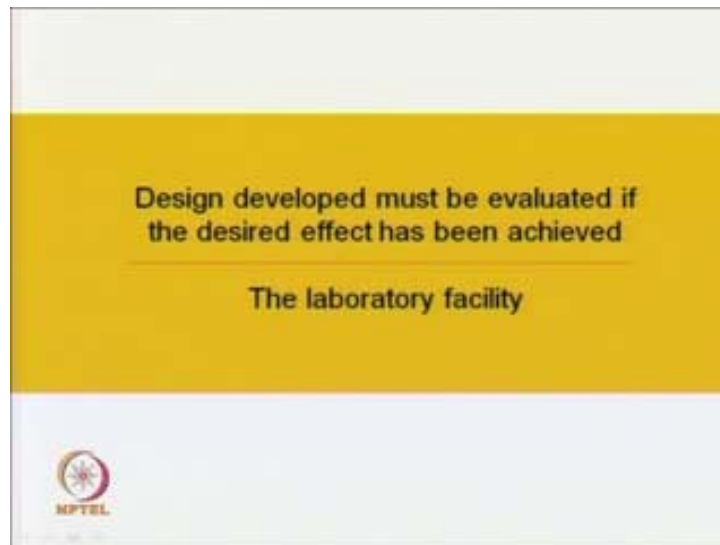 Design developed must be evaluated if
the desired effect has been achieved
The laboratory facility
NPTEL